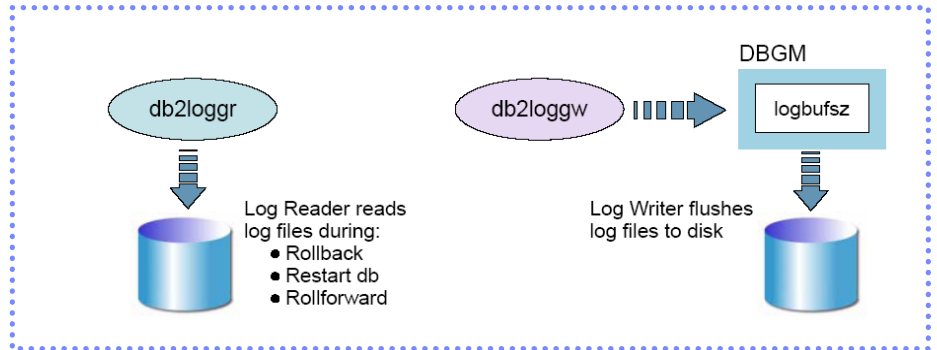 db2loggr
Log Reader reads
log files during:
● Rollback
● Restart db
● Rollforward
db2loggw
DBGM
logbufsz
Log Writer flushes
log files to disk